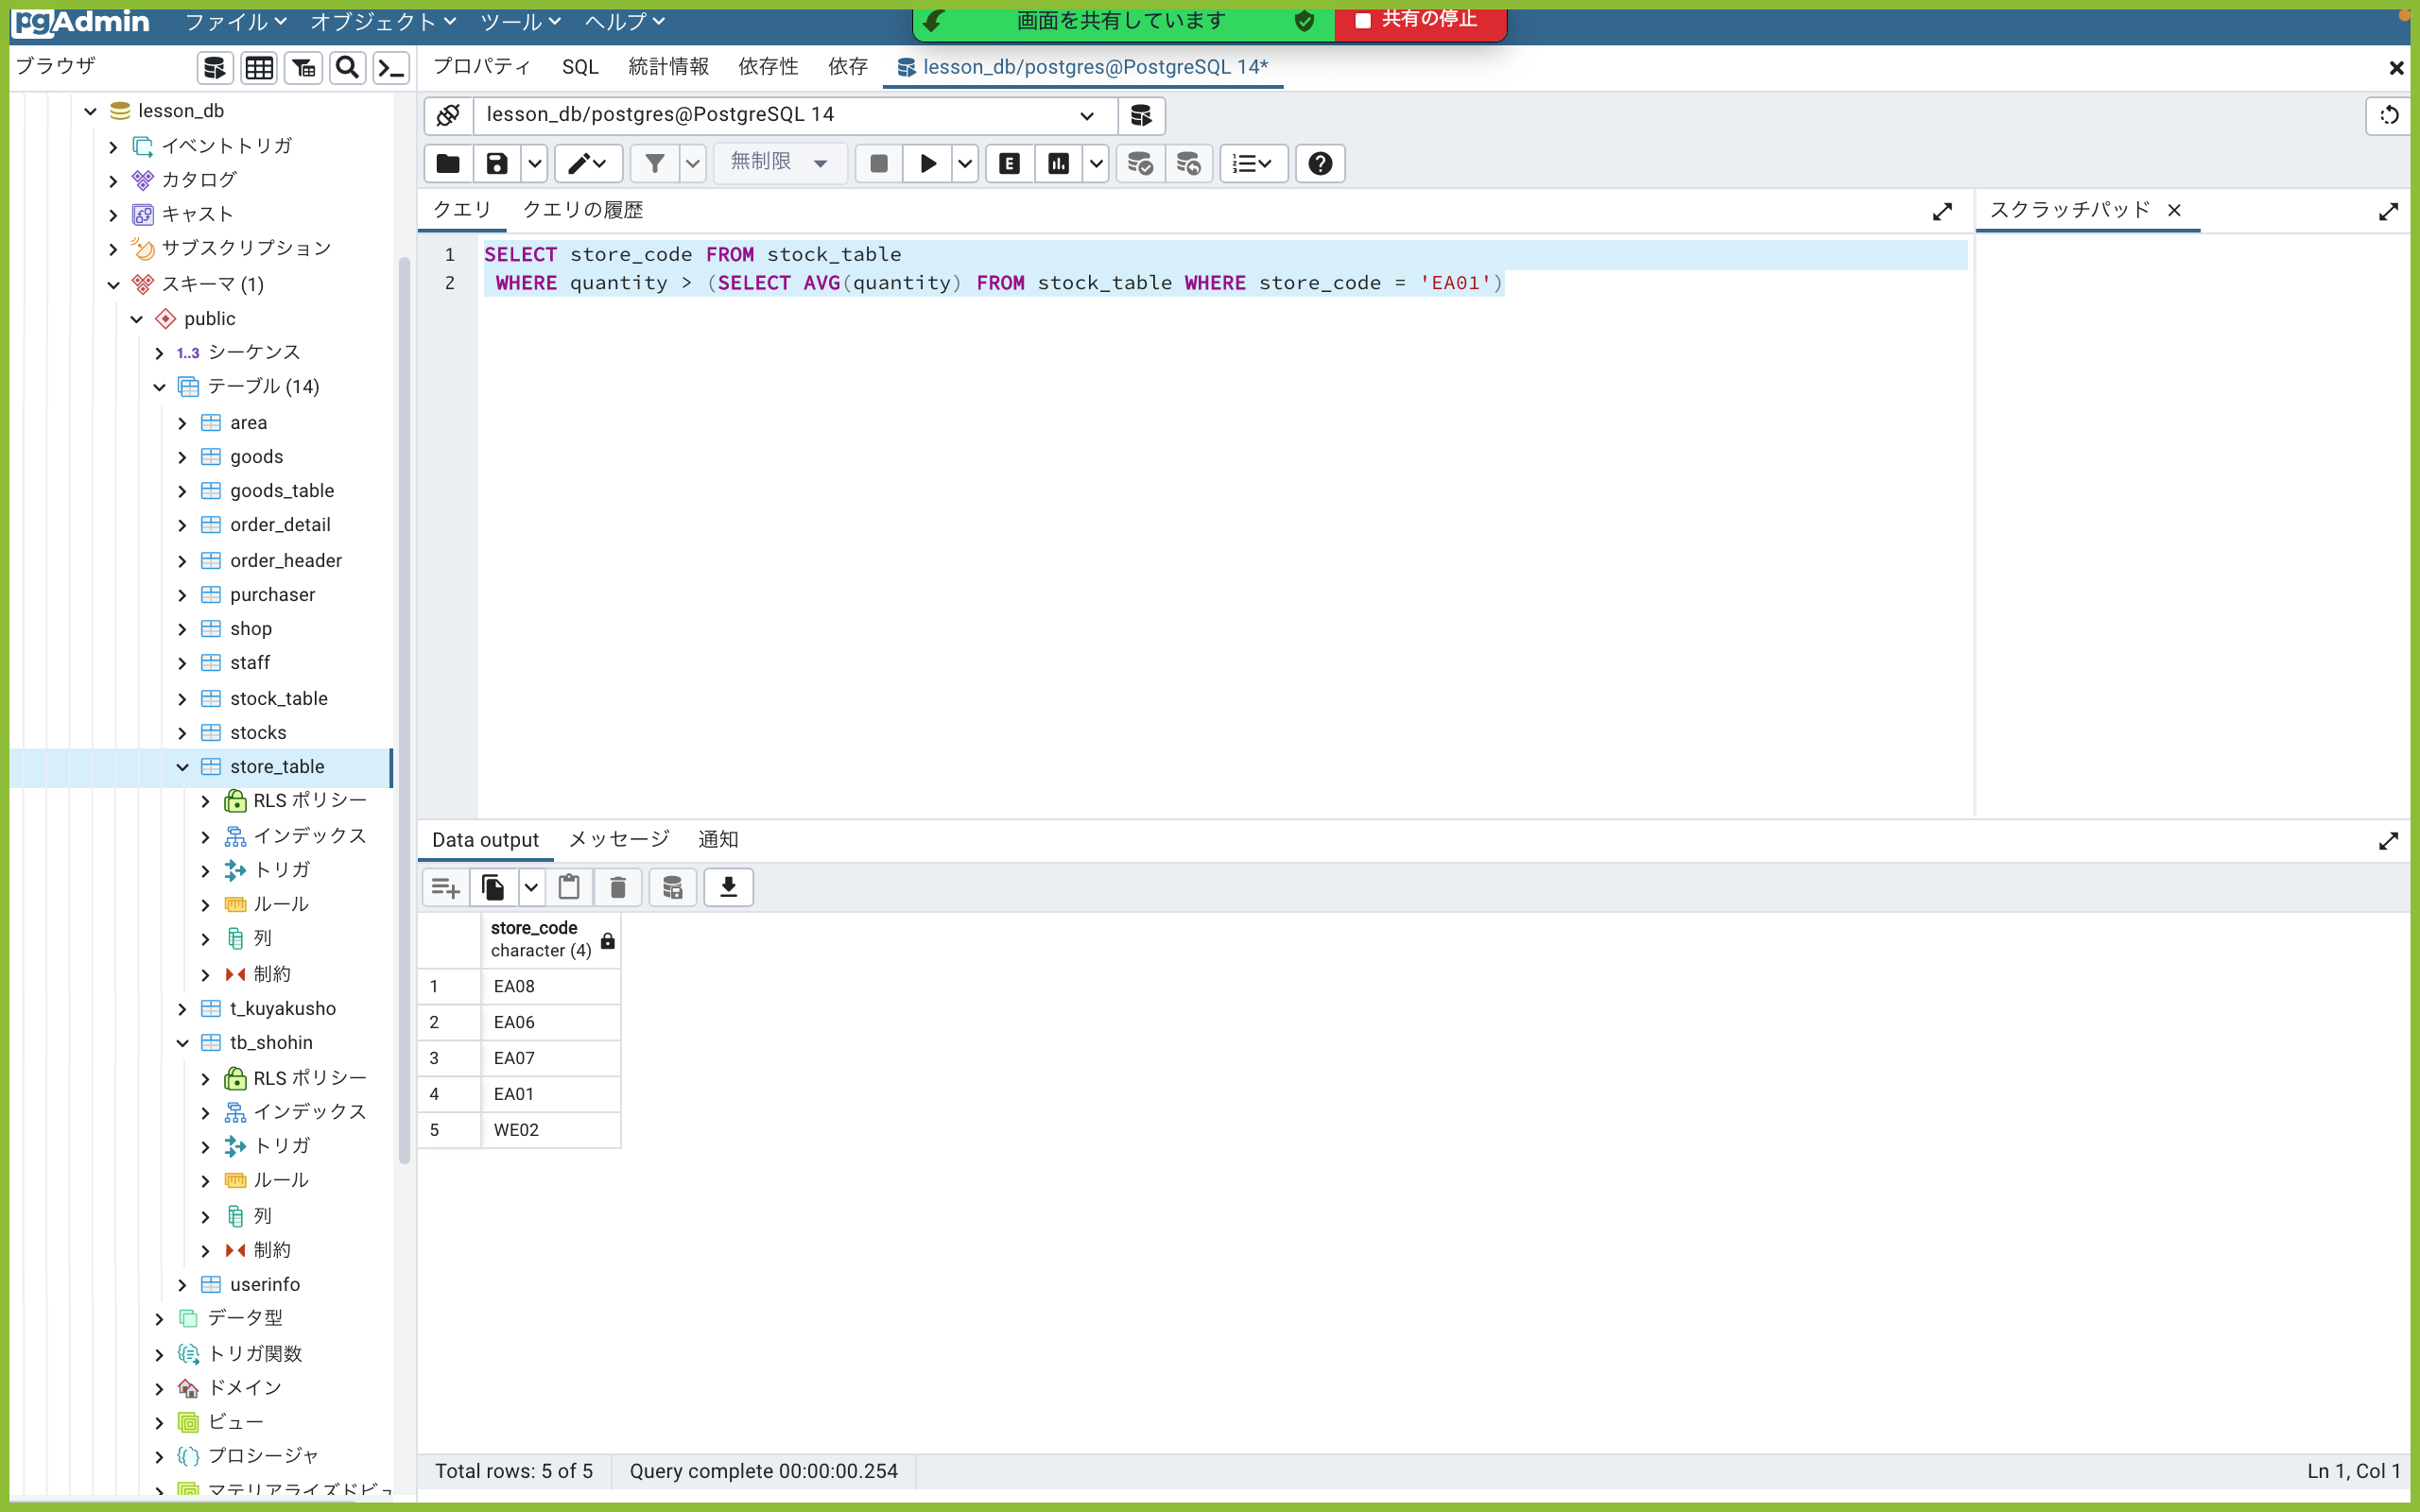 pgAdmin ファイル オブジェクト ツール ヘルプ
画面を共有しています
共有の停止
ブラウザ
プロパティ SQL 統計情報 依存性 依存 lesson_db/postgres@PostgreSQL 14*
lesson_db/postgres@PostgreSQL 14
無制限
クエリ クエリの履歴
スクラッチパッド
1 SELECT store_code FROM stock_table
2 WHERE quantity > (SELECT AVG(quantity) FROM stock_table WHERE store_code = 'EA01')
lesson_db
イベントトリガ
カタログ
キャスト
サブスクリプション
スキーマ (1)
public
1..3 シーケンス
テーブル (14)
area
goods
goods_table
order_detail
order_header
purchaser
shop
staff
stock_table
stocks
store_table
RLS ポリシー
インデックス
トリガ
ルール
列
制約
t_kuyakusho
tb_shohin
RLS ポリシー
インデックス
トリガ
ルール
列
制約
userinfo
データ型
トリガ関数
ドメイン
ビュー
プロシージャ
マテリアライズドビュ
Data output メッセージ 通知
store_code
character (4)
1 EA08
2 EA06
3 EA07
4 EA01
5 WE02
Total rows: 5 of 5 Query complete 00:00:00.254
Ln 1, Col 1